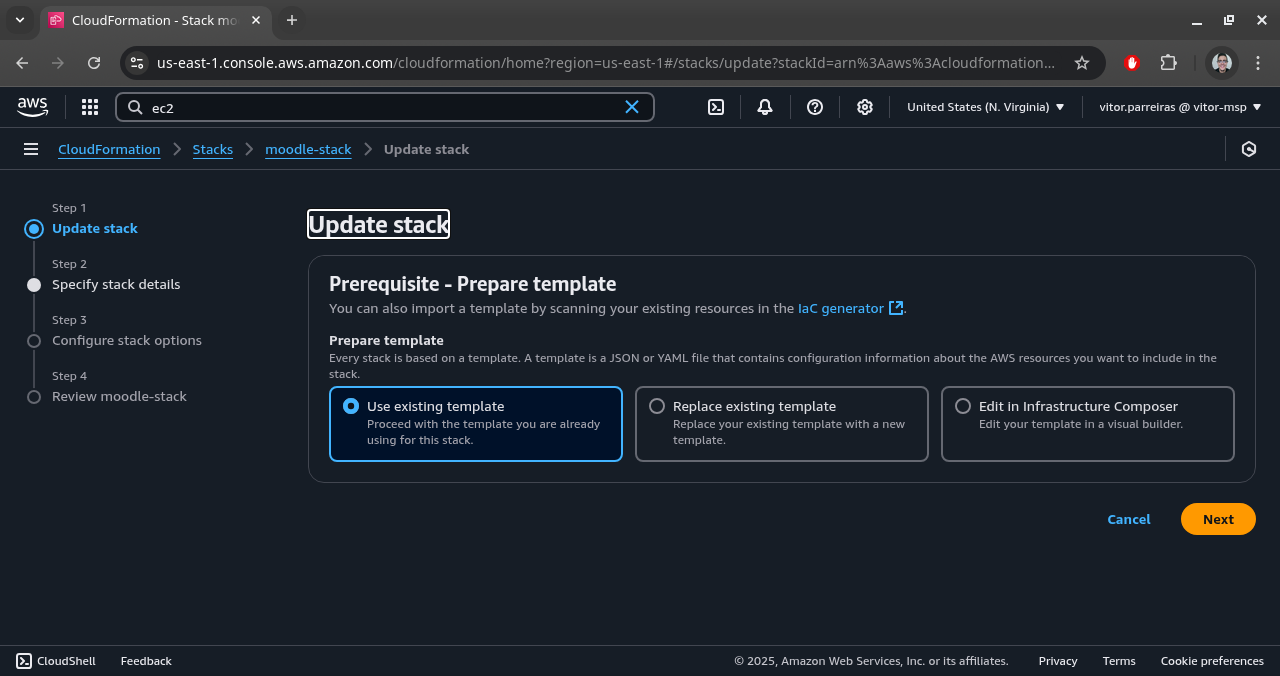 CloudFormation - Stack mo
us-east-1.console.aws.amazon.com/cloudformation/home?region=us-east-1#/stacks/update?stackId=arn%3Aaws%3Acloudformation...
aws
ec2
United States (N. Virginia)
vitor.parreiras @ vitor-msp
CloudFormation
Stacks
moodle-stack
Update stack
Step 1
Update stack
Step 2
Specify stack details
Step 3
Configure stack options
Step 4
Review moodle-stack
Update stack
Prerequisite - Prepare template
You can also import a template by scanning your existing resources in the IaC generator.
Prepare template
Every stack is based on a template. A template is a JSON or YAML file that contains configuration information about the AWS resources you want to include in the
stack.
Use existing template
Proceed with the template you are already
using for this stack.
Replace existing template
Replace your existing template with a new
template.
Edit in Infrastructure Composer
Edit your template in a visual builder.
Cancel
Next
CloudShell
Feedback
© 2025, Amazon Web Services, Inc. or its affiliates.
Privacy
Terms
Cookie preferences